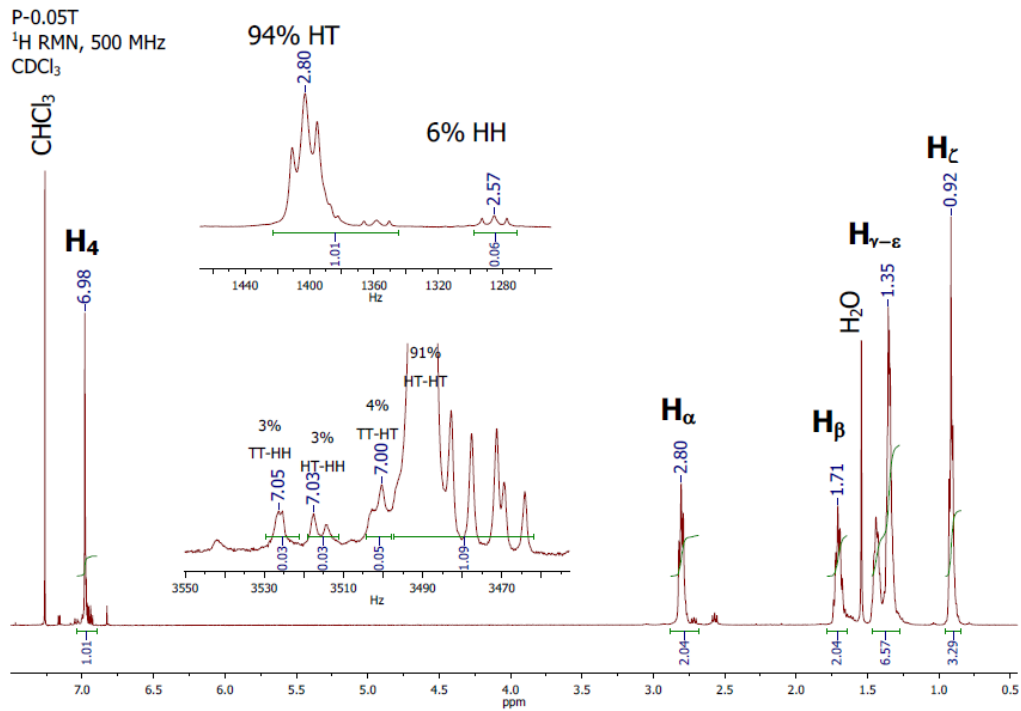 P-0.05T
¹H RMN, 500 MHz
CDCl₃
CHCl₃
94% HT
2.80
6% HH
2.57
1.01
0.06
1440 1400 1360 1320 1280
Hz
H₄
6.98
91%
HT-HT
4%
TT-HT
7.00
3%
TT-HH
7.05
3%
HT-HH
7.03
0.03 0.03 0.05 1.09
3550 3530 3510 3490 3470
Hz
Hα
2.80
Hβ
1.71
H₂O
Hγ-ε
1.35
Hζ
0.92
1.01 2.04 2.04 6.57 3.29
7.0 6.5 6.0 5.5 5.0 4.5 4.0 3.5 3.0 2.5 2.0 1.5 1.0 0.5
ppm